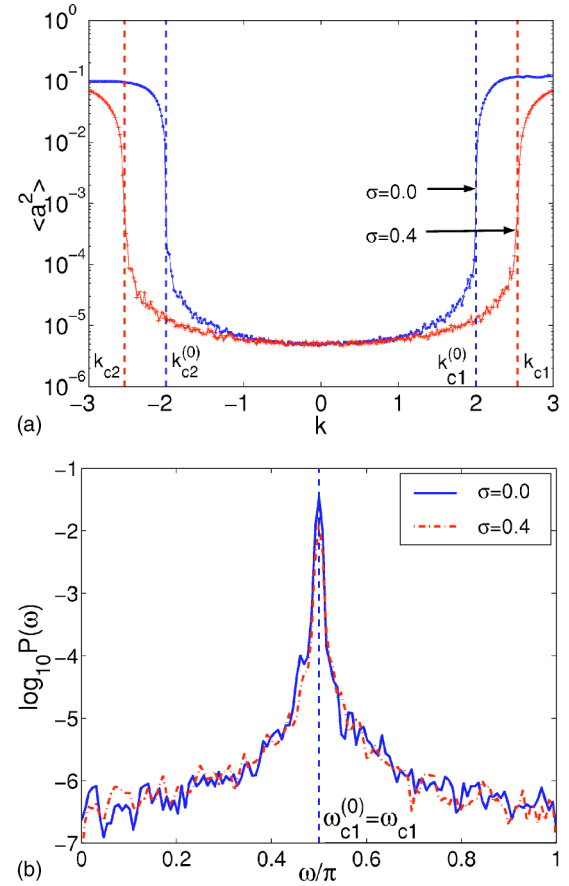 10^0
10^-1
10^-2
10^-3
10^-4
10^-5
10^-6
<a^2>
σ=0.0
σ=0.4
k_c2
k_c2^(0)
k_c1^(0)
k_c1
-3 -2 -1 0 1 2 3
k
(a)
-1
-2
-3
-4
-5
-6
-7
log_10 P(ω)
σ=0.0
σ=0.4
ω_c1^(0)=ω_c1
0 0.2 0.4 0.6 0.8 1
ω/π
(b)